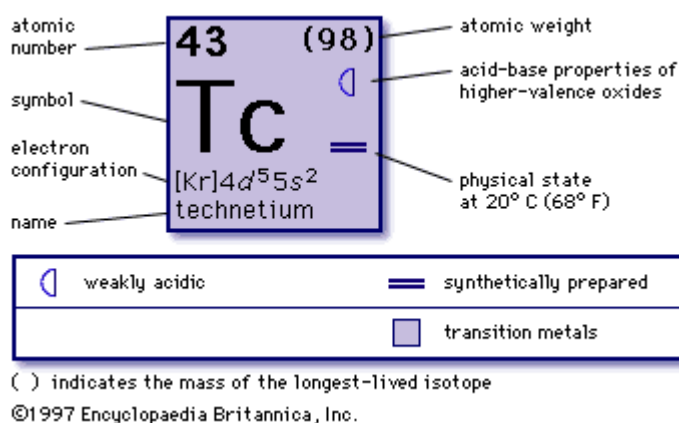 atomic number
43
(98)
atomic weight
acid-base properties of higher-valence oxides
symbol
Tc
electron configuration
[Kr]4d⁵5s²
physical state at 20° C (68° F)
name
technetium
weakly acidic
synthetically prepared
transition metals
( ) indicates the mass of the longest-lived isotope
©1997 Encyclopaedia Britannica, Inc.